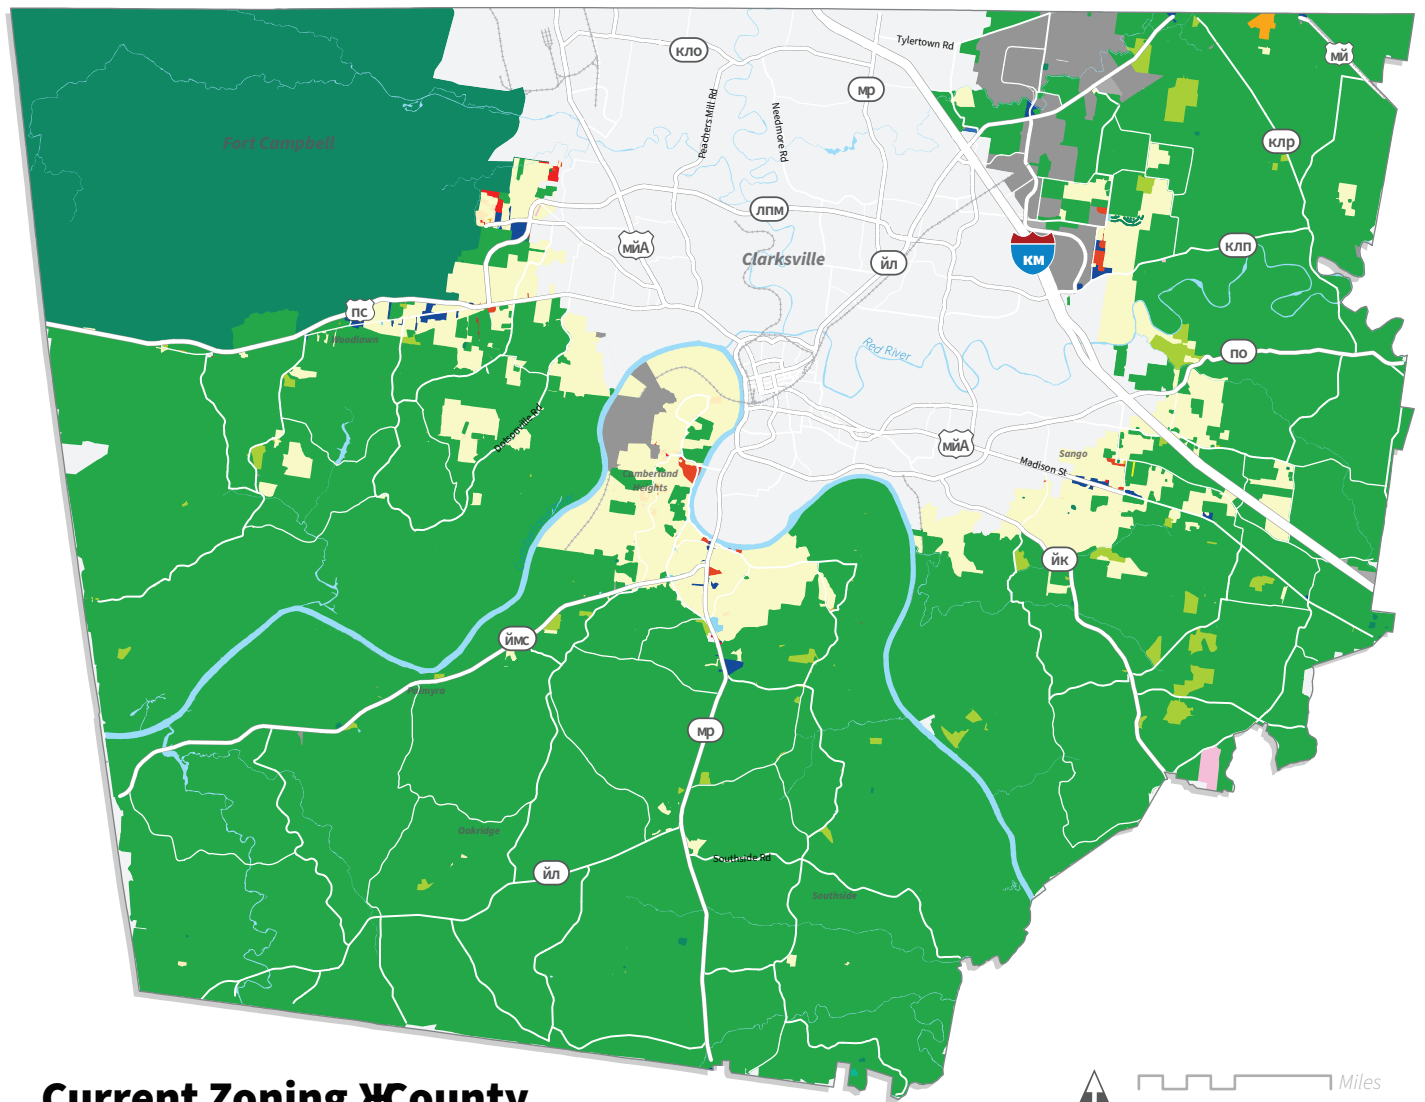 Tylertown Rd
кло
мй
мр
Peachers Mill Rd
Needmore Rd
Fort Campbell
клр
лпм
мйА
йл
клп
Clarksville
км
пс
Woodlawn
Red River
по
Dotsonville Rd
мйА
Sango
Madison St
Cumberland
Heights
йк
ймс
Palmyra
мр
Oakridge
Southside Rd
йл
Southside
Current Zoning ЖCounty
Miles